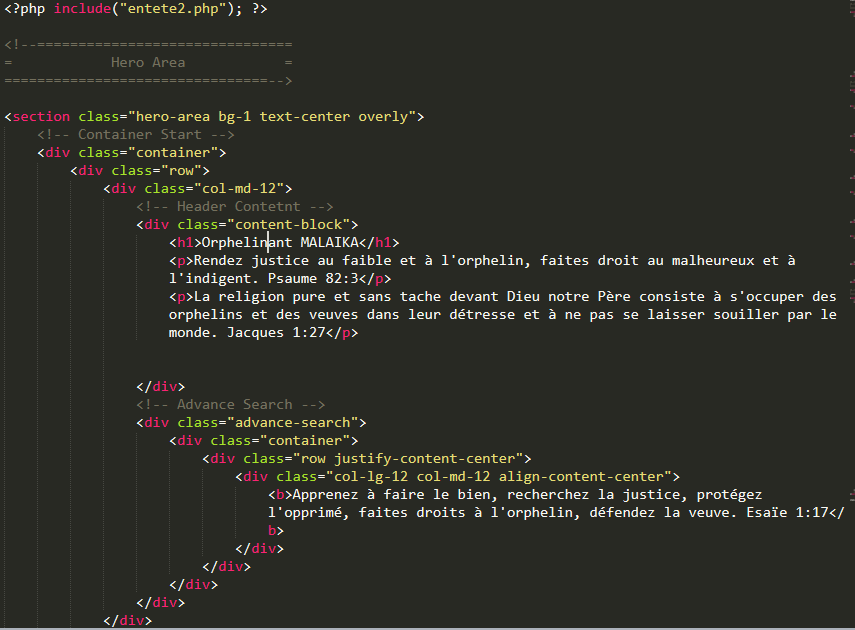 <?php include("entete2.php"); ?>
<!--===============================
=            Hero Area            =
================================-->
<section class="hero-area bg-1 text-center overly">
    <!-- Container Start -->
    <div class="container">
        <div class="row">
            <div class="col-md-12">
                <!-- Header Contetnt -->
                <div class="content-block">
                    <h1>Orphelinant MALAIKA</h1>
                    <p>Rendez justice au faible et à l'orphelin, faites droit au malheureux et à
                    l'indigent. Psaume 82:3</p>
                    <p>La religion pure et sans tache devant Dieu notre Père consiste à s'occuper des
                    orphelins et des veuves dans leur détresse et à ne pas se laisser souiller par le
                    monde. Jacques 1:27</p>
                </div>
                <!-- Advance Search -->
                <div class="advance-search">
                    <div class="container">
                        <div class="row justify-content-center">
                            <div class="col-lg-12 col-md-12 align-content-center">
                                <b>Apprenez à faire le bien, recherchez la justice, protégez
                                l'opprimé, faites droits à l'orphelin, défendez la veuve. Esaïe 1:17</
                                b>
                            </div>
                        </div>
                    </div>
                </div>
            </div>